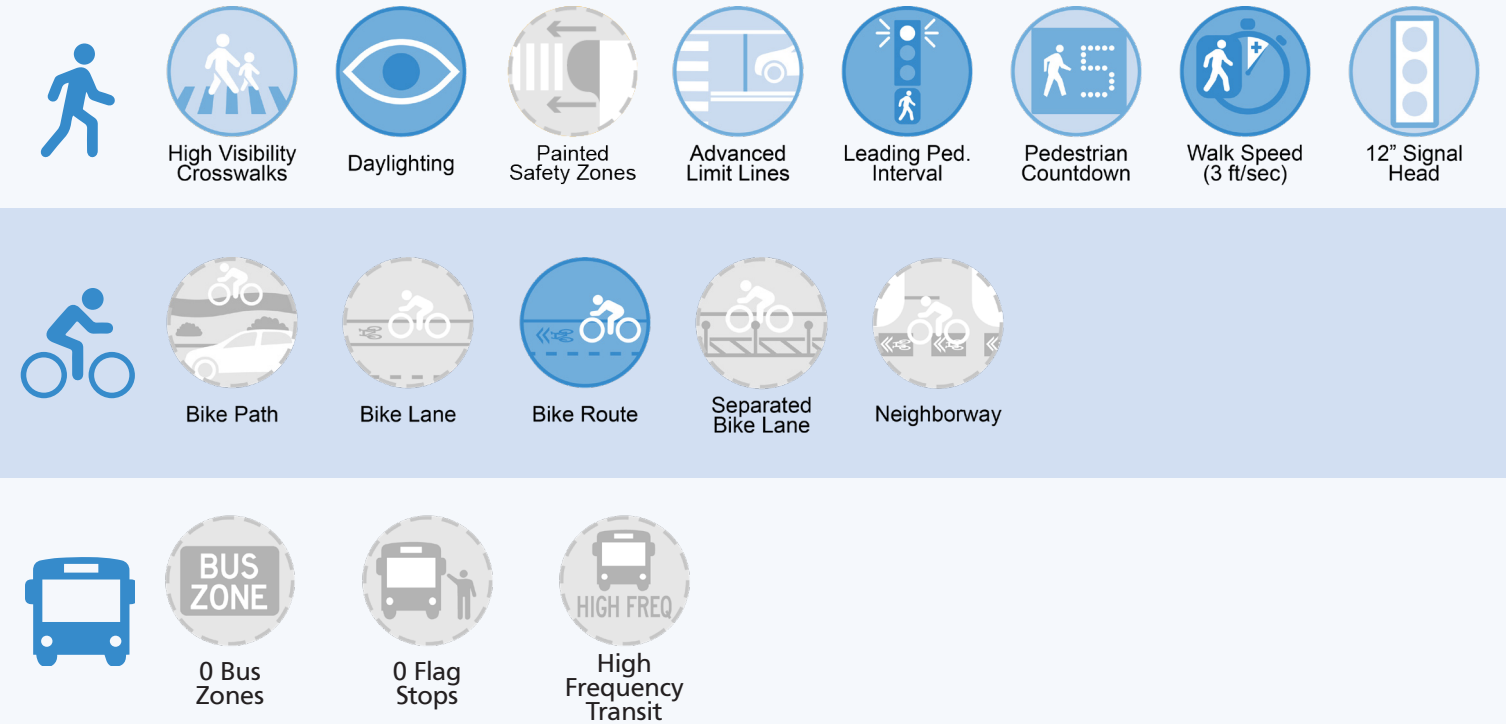 High Visibility
Crosswalks
Daylighting
Painted
Safety Zones
Advanced
Limit Lines
5
Leading Ped.
Interval
Pedestrian
Countdown
Walk Speed
(3 ft/sec)
12” Signal
Head
Bike Path
Bike Lane
Bike Route
Separated
Bike Lane
Neighborway
BUS
ZONE
0 Bus
Zones
0 Flag
Stops
HIGH FREQ
High
Frequency
Transit